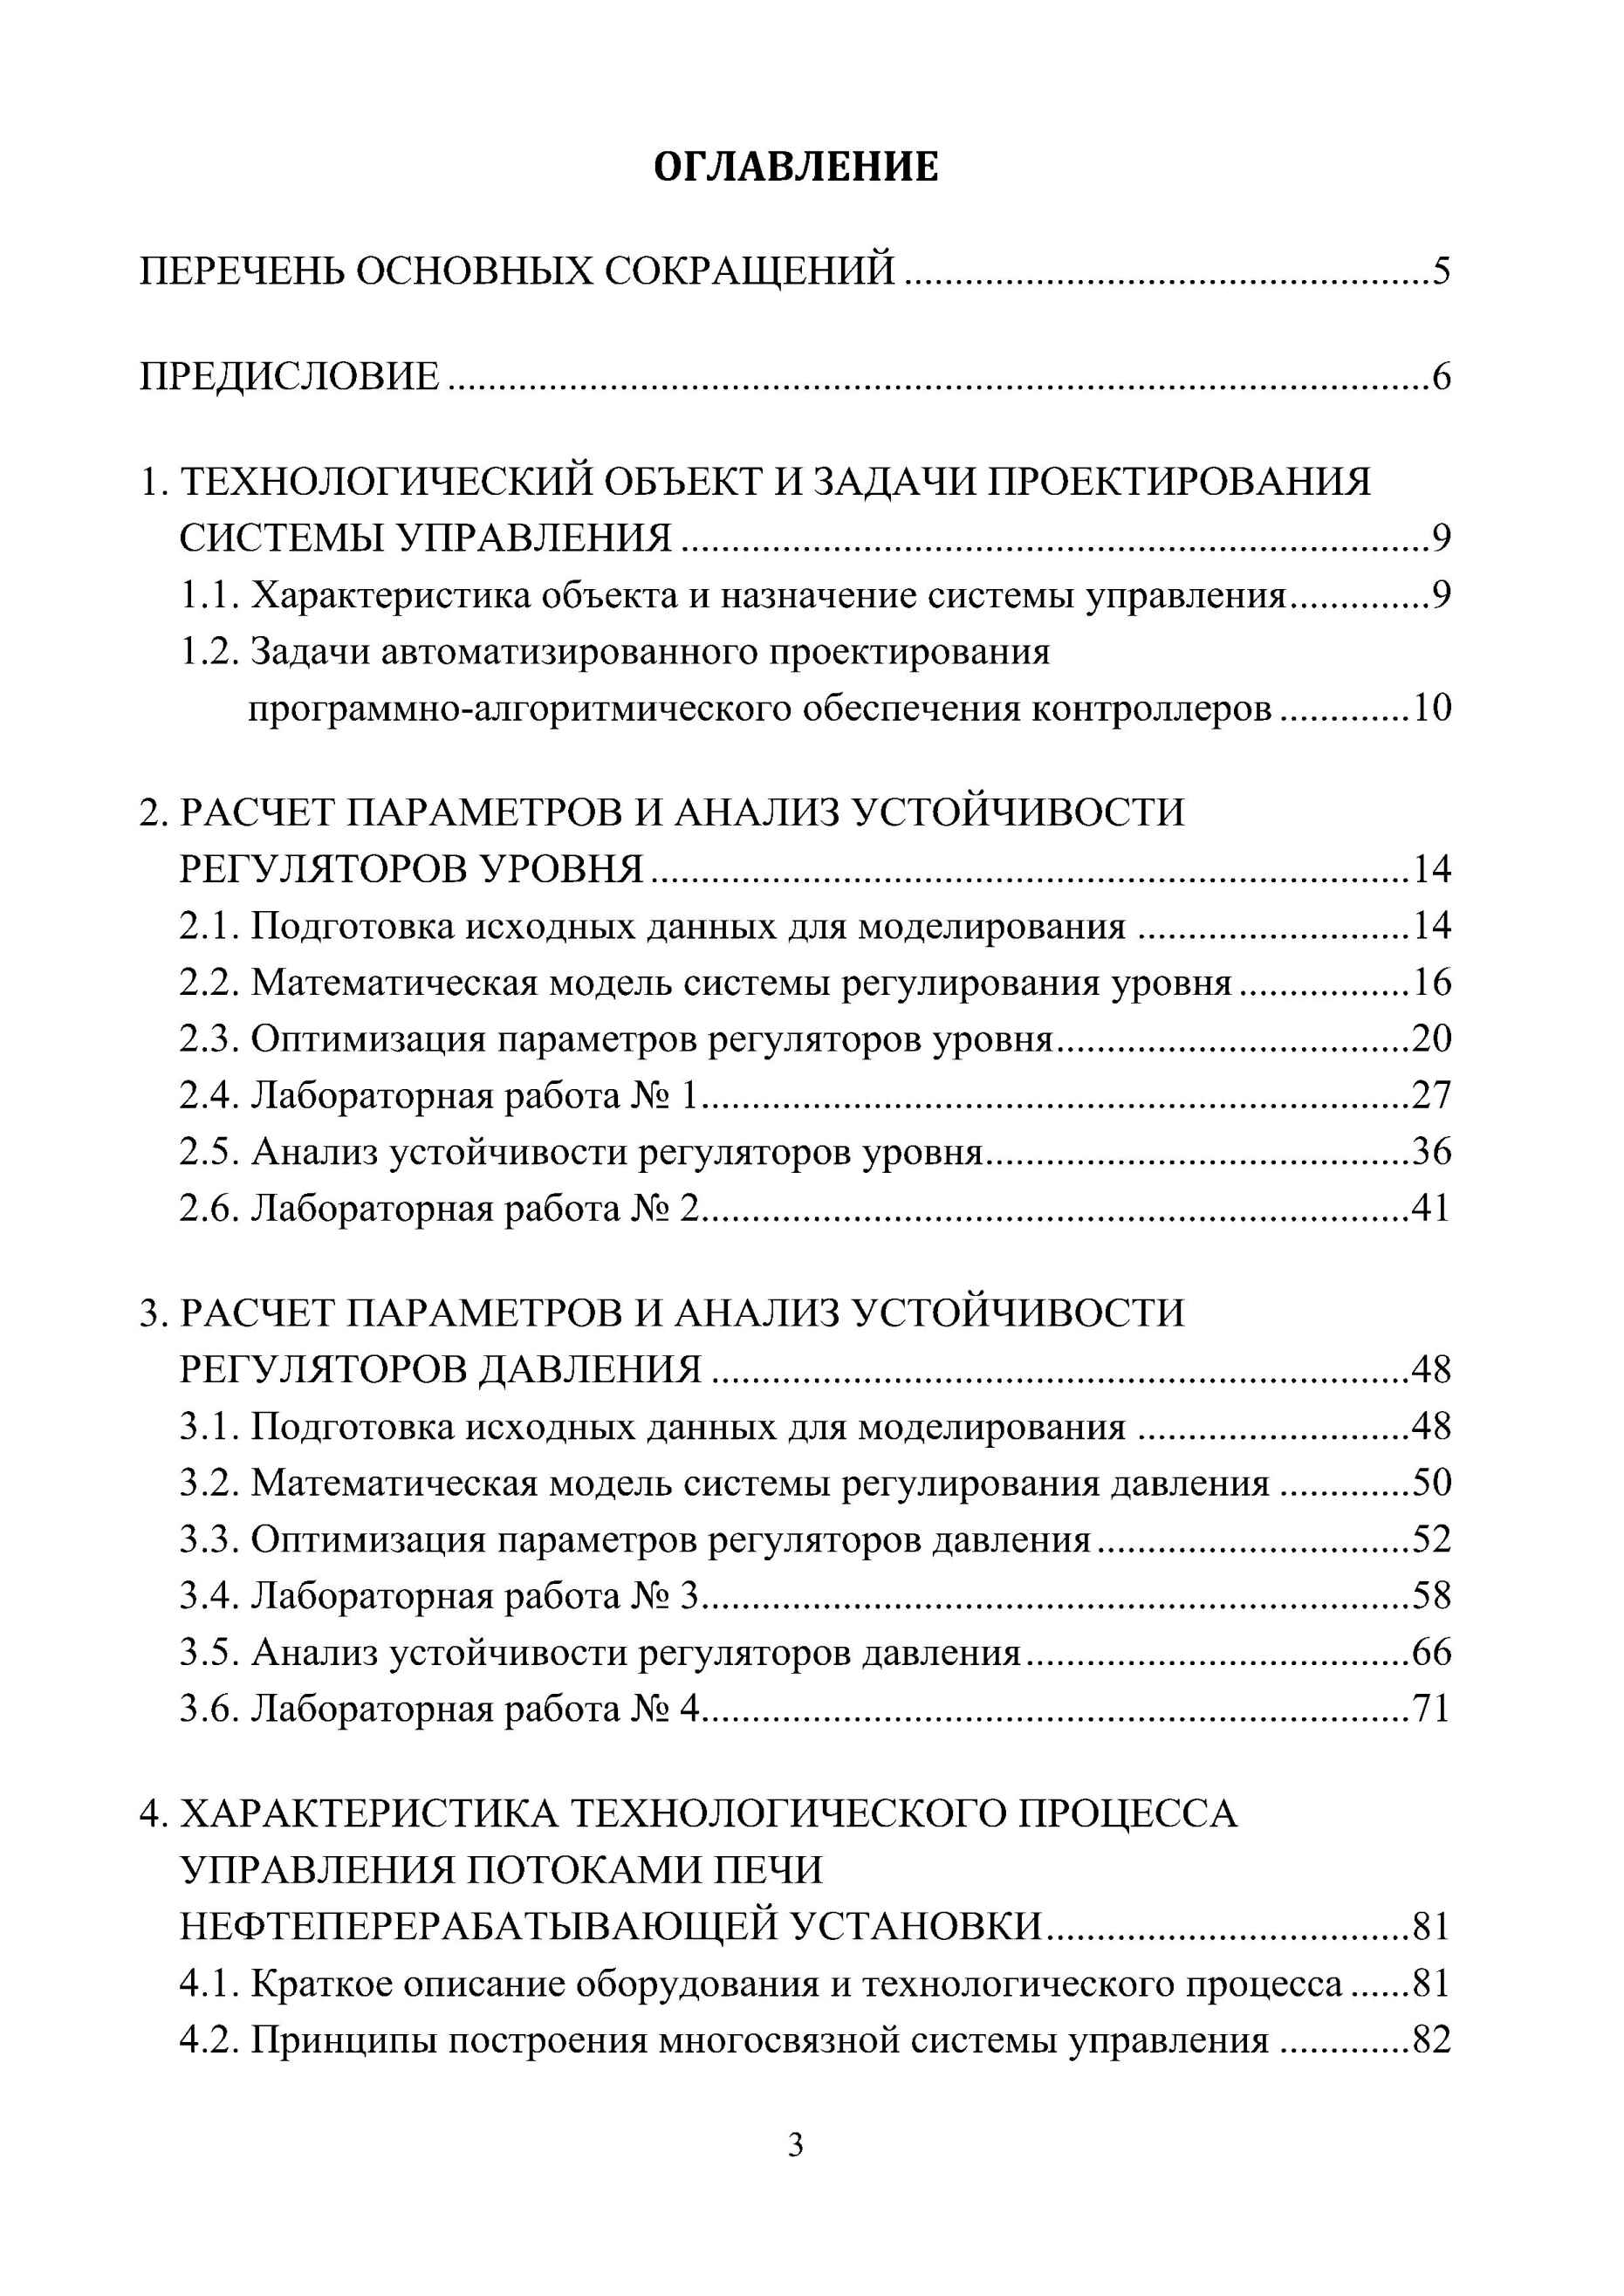 ОГЛАВЛЕНИЕ
ПЕРЕЧЕНЬ ОСНОВНЫХ СОКРАЩЕНИЙ ....................................................5
ПРЕДИСЛОВИЕ ..................................................................................................6
1. ТЕХНОЛОГИЧЕСКИЙ ОБЪЕКТ И ЗАДАЧИ ПРОЕКТИРОВАНИЯ
СИСТЕМЫ УПРАВЛЕНИЯ ..........................................................................9
1.1. Характеристика объекта и назначение системы управления..............9
1.2. Задачи автоматизированного проектирования
программно-алгоритмического обеспечения контроллеров .............10
2. РАСЧЕТ ПАРАМЕТРОВ И АНАЛИЗ УСТОЙЧИВОСТИ
РЕГУЛЯТОРОВ УРОВНЯ ...........................................................................14
2.1. Подготовка исходных данных для моделирования ...........................14
2.2. Математическая модель системы регулирования уровня .................16
2.3. Оптимизация параметров регуляторов уровня...................................20
2.4. Лабораторная работа № 1......................................................................27
2.5. Анализ устойчивости регуляторов уровня..........................................36
2.6. Лабораторная работа № 2......................................................................41
3. РАСЧЕТ ПАРАМЕТРОВ И АНАЛИЗ УСТОЙЧИВОСТИ
РЕГУЛЯТОРОВ ДАВЛЕНИЯ .....................................................................48
3.1. Подготовка исходных данных для моделирования ...........................48
3.2. Математическая модель системы регулирования давления .............50
3.3. Оптимизация параметров регуляторов давления...............................52
3.4. Лабораторная работа № 3......................................................................58
3.5. Анализ устойчивости регуляторов давления......................................66
3.6. Лабораторная работа № 4......................................................................71
4. ХАРАКТЕРИСТИКА ТЕХНОЛОГИЧЕСКОГО ПРОЦЕССА
УПРАВЛЕНИЯ ПОТОКАМИ ПЕЧИ
НЕФТЕПЕРЕРАБАТЫВАЮЩЕЙ УСТАНОВКИ....................................81
4.1. Краткое описание оборудования и технологического процесса ......81
4.2. Принципы построения многосвязной системы управления .............82
3